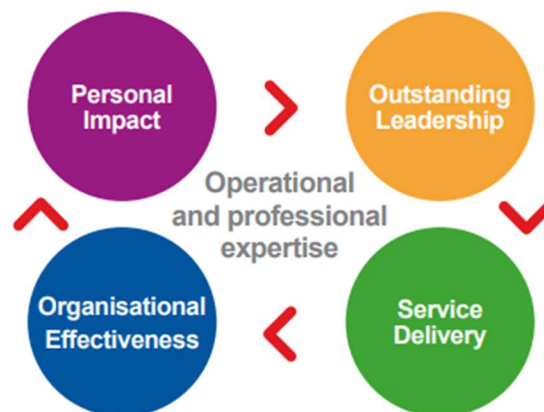 Personal
Impact
Outstanding
Leadership
Operational
and professional
expertise
Organisational
Effectiveness
Service
Delivery